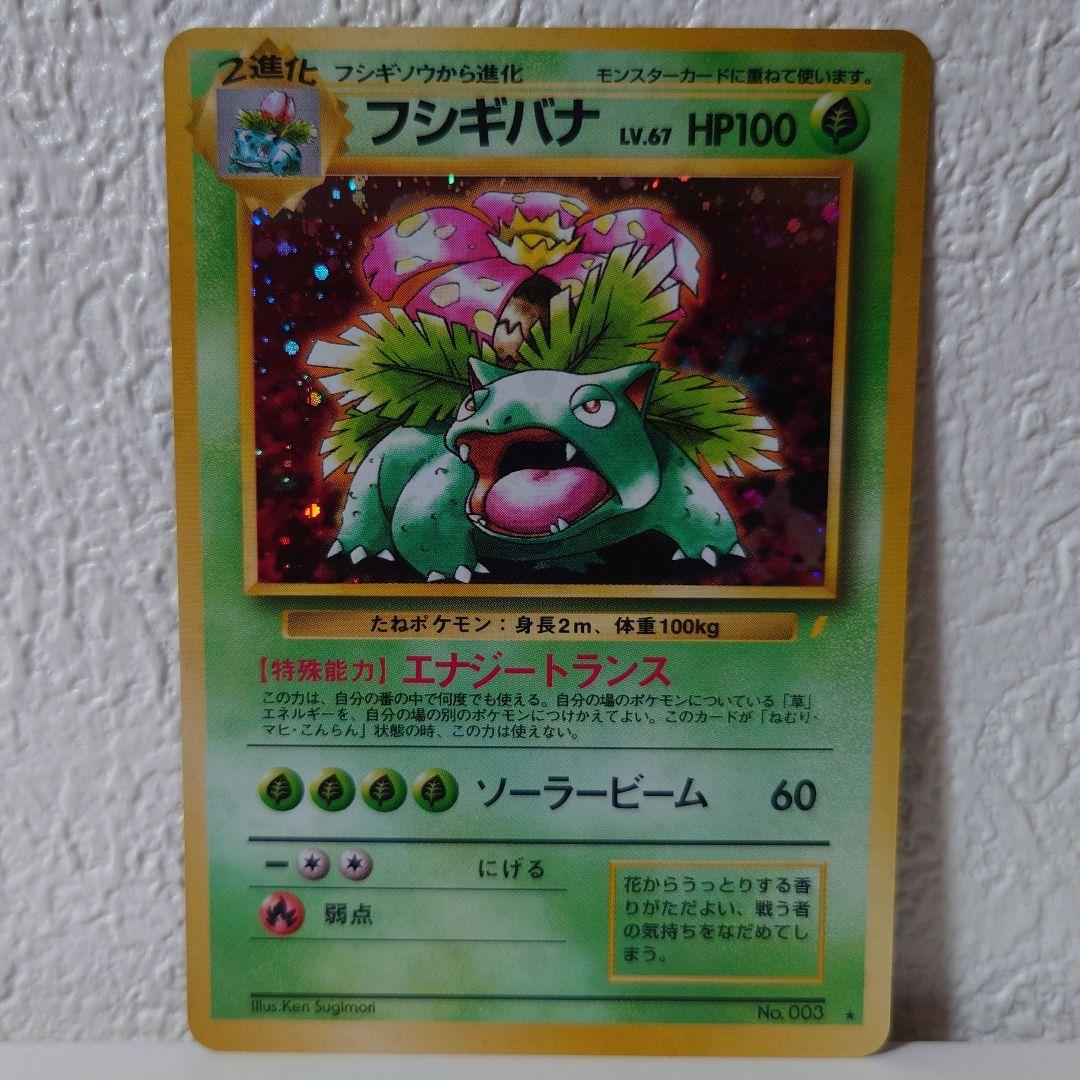 2進化 フシギソウから進化 モンスターカードに重ねて使います。
フシギバナ LV.67 HP100
たねポケモン：身長2m、体重100kg
【特殊能力】エナジートランス
この力は、自分の番の中で何度でも使える。自分の場のポケモンについている「草」
エネルギーを、自分の場の別のポケモンにつけかえてよい。このカードが「ねむり・
マヒ・こんらん」状態の時、この力は使えない。
ソーラービーム 60
ー にげる
弱点
花からうっとりする香
りがただよい、戦う者
の気持ちをなだめてし
まう。
Illus.Ken Sugimori No. 003 ★